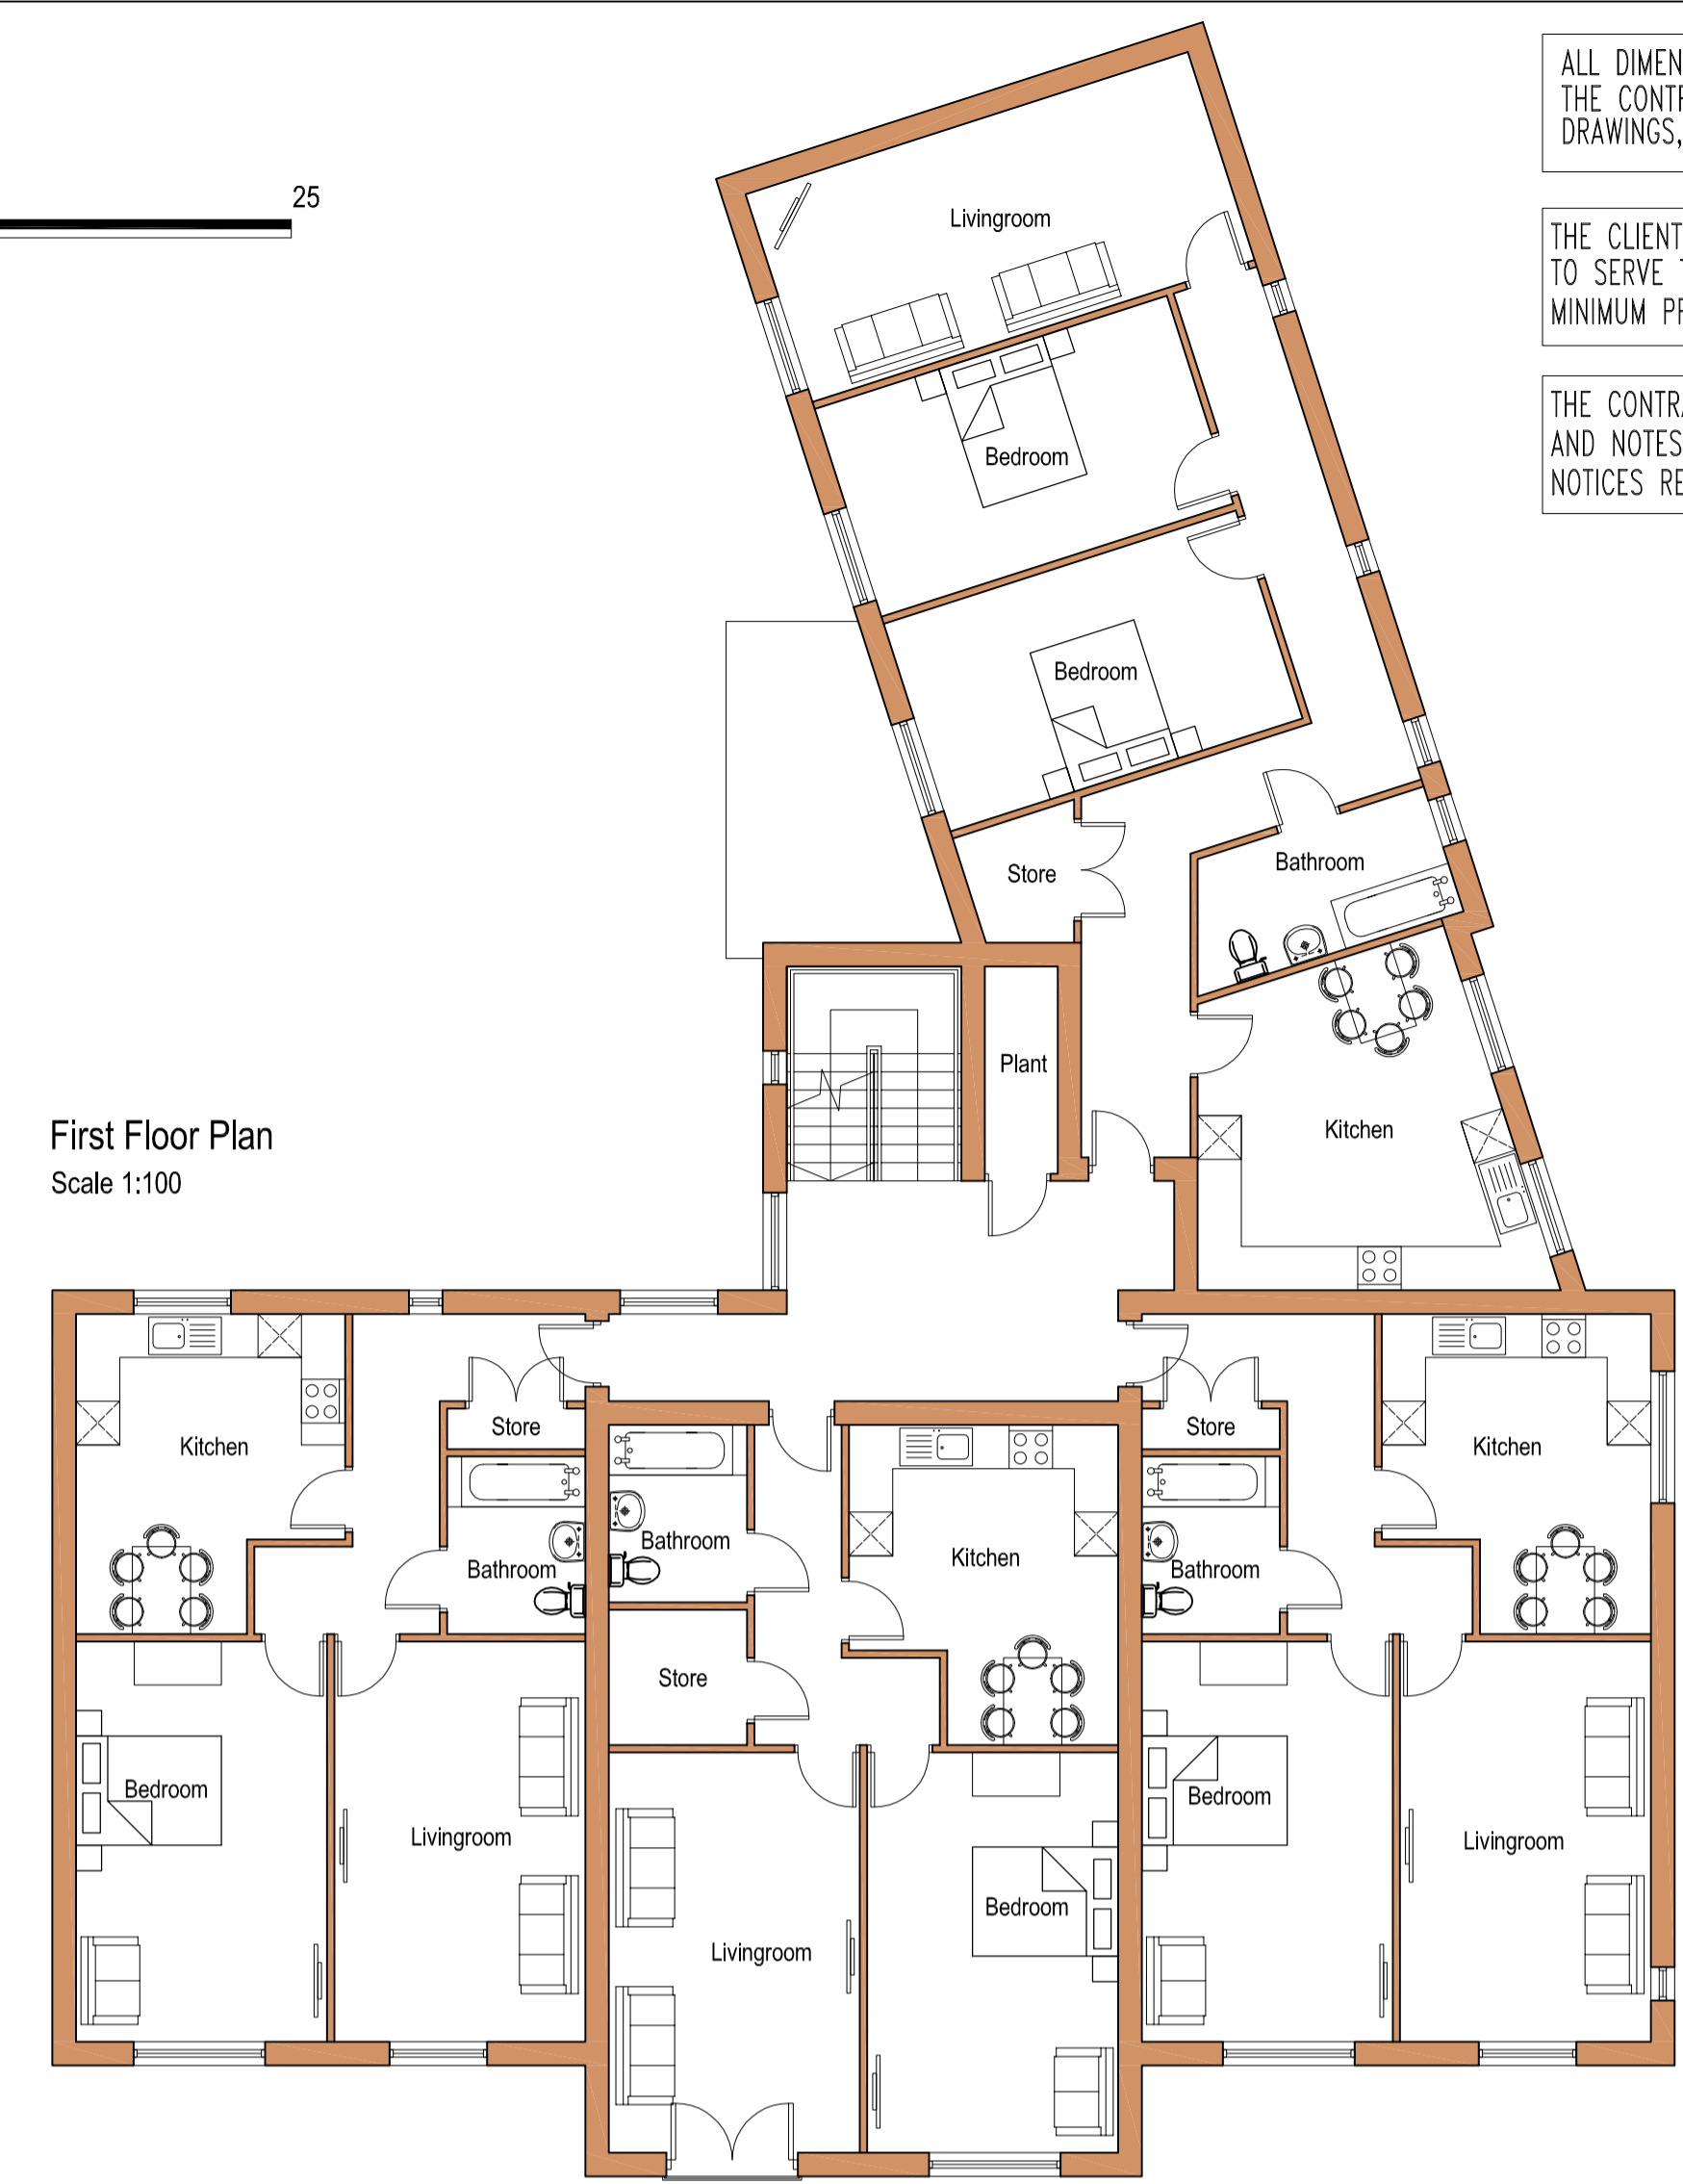 25
ALL DIMEN
THE CONTR
DRAWINGS,
THE CLIENT
TO SERVE T
MINIMUM PR
THE CONTRA
AND NOTES
NOTICES RE
Livingroom
Bedroom
Bedroom
Store
Bathroom
Plant
Kitchen
First Floor Plan
Scale 1:100
Kitchen
Store
Bathroom
Bedroom
Livingroom
Bathroom
Kitchen
Store
Livingroom
Bedroom
Store
Kitchen
Bathroom
Bedroom
Livingroom